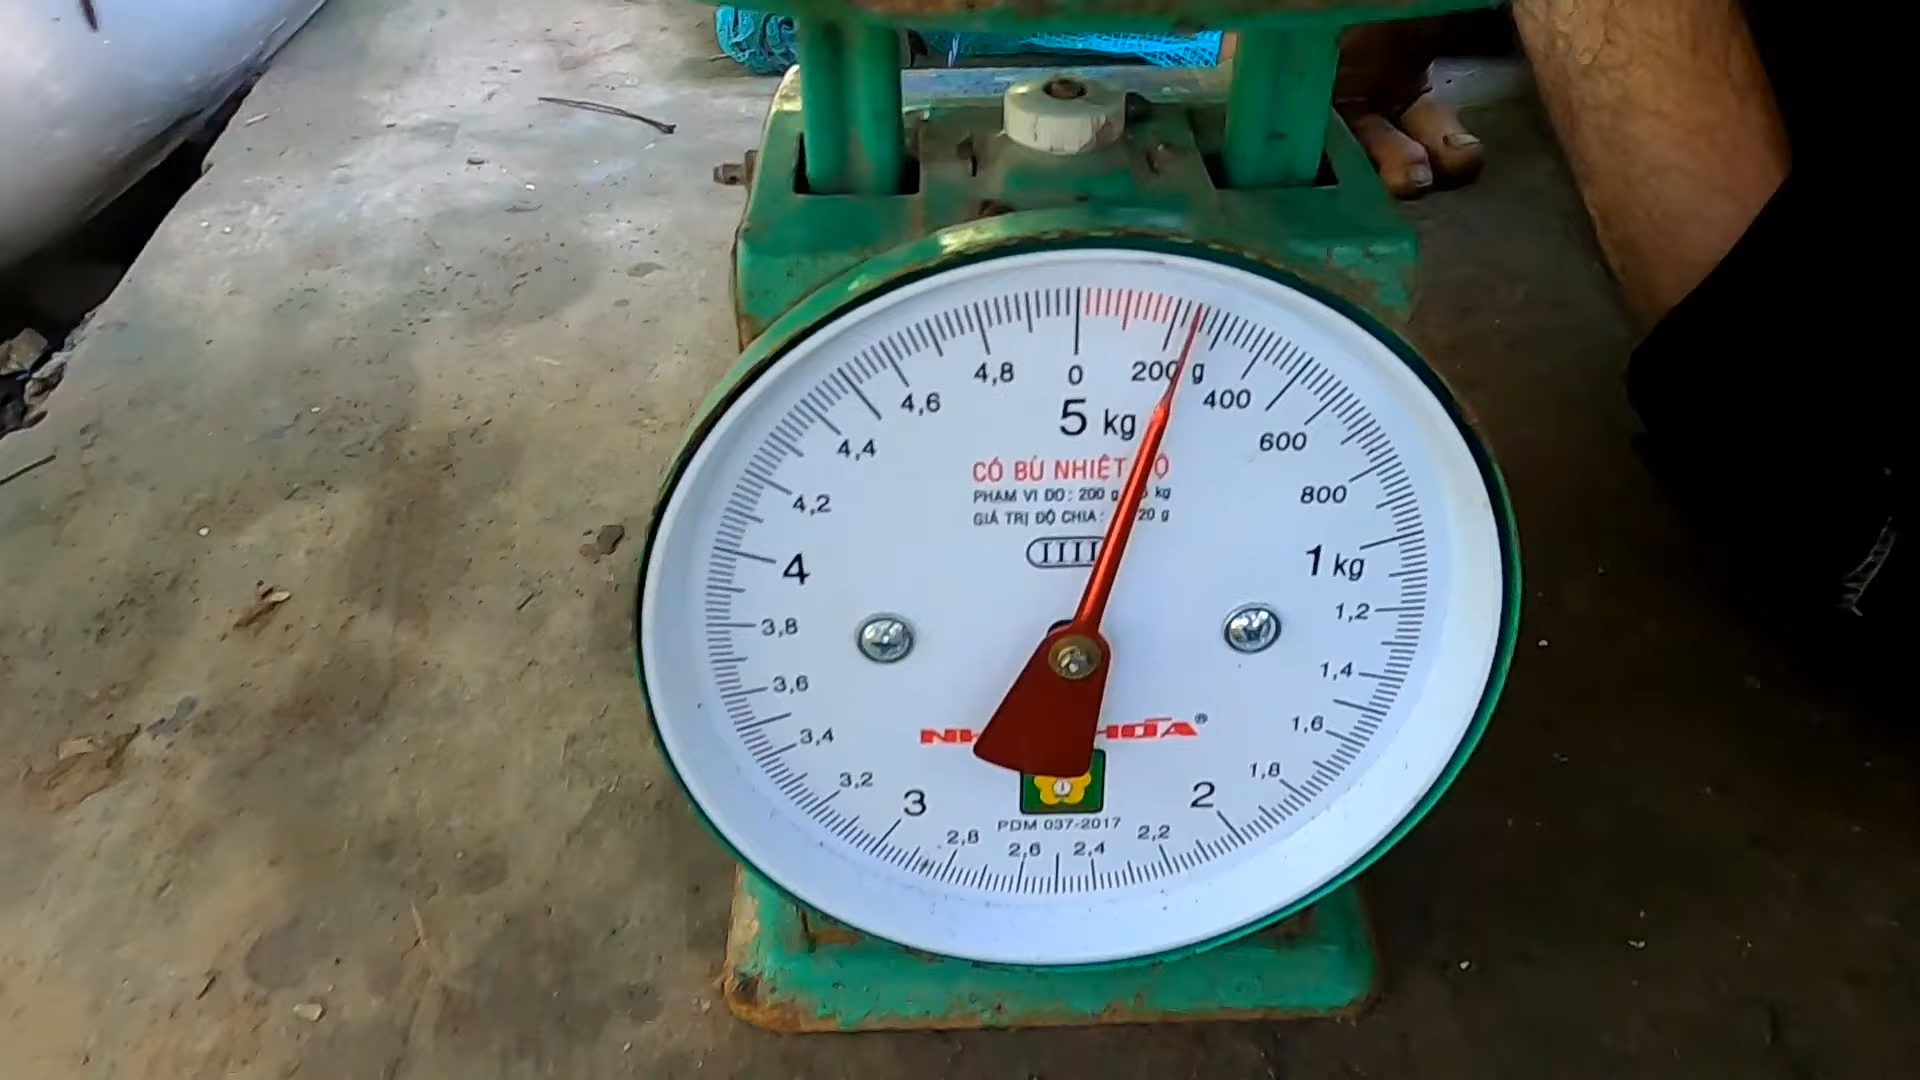 4,8 0 200 g
4,6 5 kg 400
4,4 600
CÓ BÙ NHIỆT
4,2 PHẠM VI DO: 200 g kg 800
GIÁ TRỊ ĐỘ CHIA: 20 g
4 IIII 1 kg
3,8 1,2
3,6 1,4
3,4 ® 1,6
3,2 1,8
3 2
PDM 037-2017
2,8 2,6 2,4 2,2